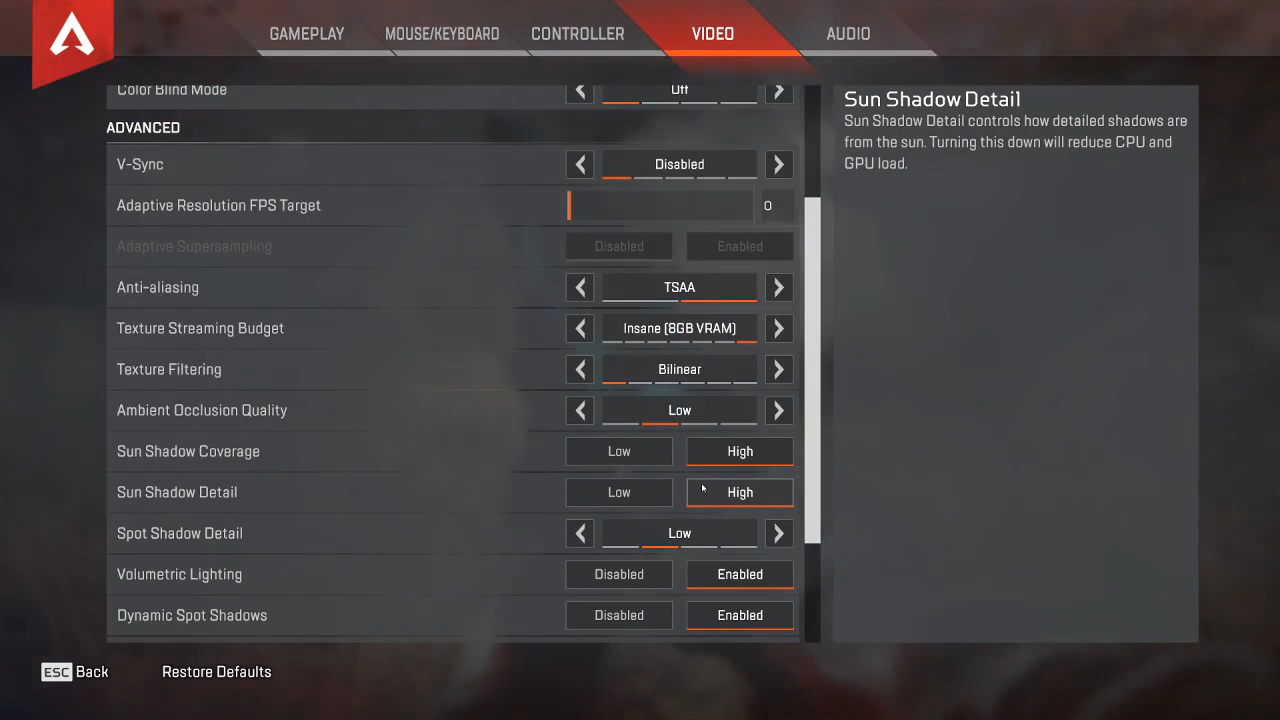 GAMEPLAY MOUSE/KEYBOARD CONTROLLER VIDEO AUDIO
Color Blind Mode Off
ADVANCED
V-Sync Disabled
Adaptive Resolution FPS Target 0
Adaptive Supersampling Disabled Enabled
Anti-aliasing TSAA
Texture Streaming Budget Insane (8GB VRAM)
Texture Filtering Bilinear
Ambient Occlusion Quality Low
Sun Shadow Coverage Low High
Sun Shadow Detail Low High
Spot Shadow Detail Low
Volumetric Lighting Disabled Enabled
Dynamic Spot Shadows Disabled Enabled
Sun Shadow Detail
Sun Shadow Detail controls how detailed shadows are
from the sun. Turning this down will reduce CPU and
GPU load.
ESC Back Restore Defaults